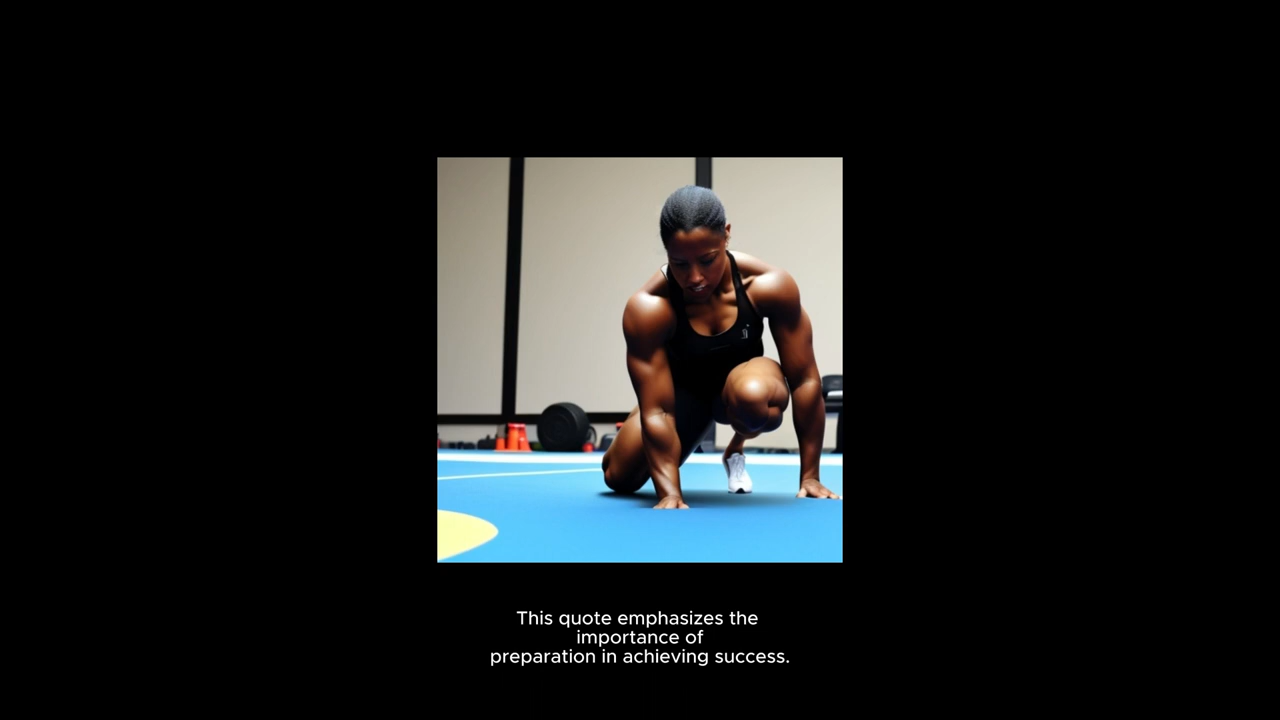 This quote emphasizes the
importance of
preparation in achieving success.